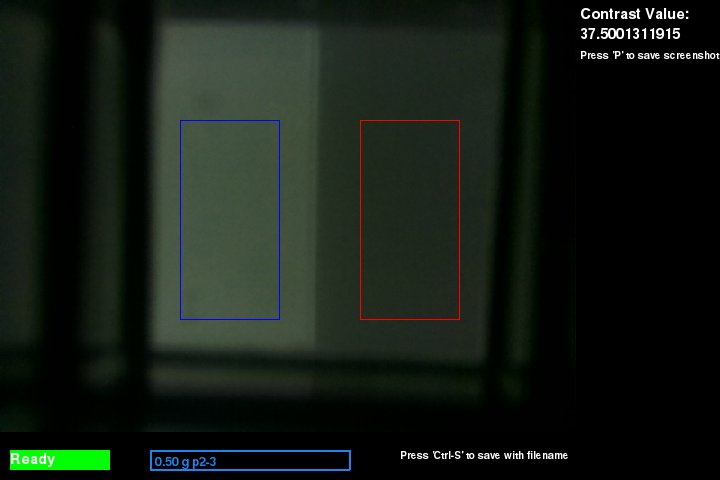 Contrast Value:
37.5001311915
Press 'P' to save screenshot
Ready
0.50 g p2-3
Press 'Ctrl-S' to save with filename